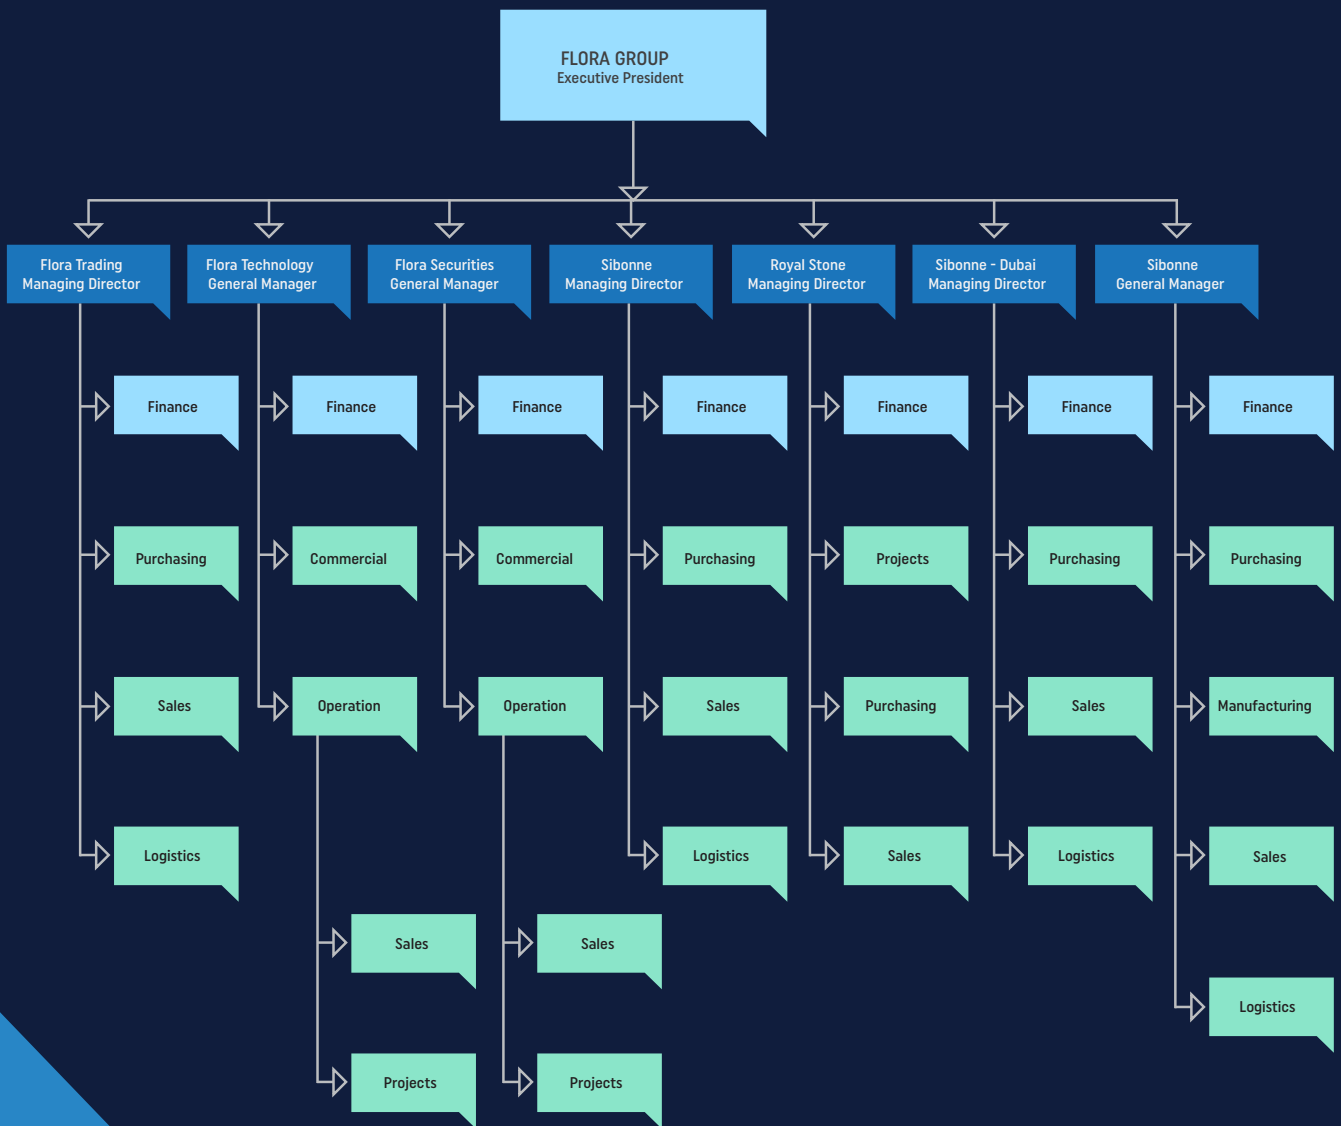 FLORA GROUP
Executive President
Flora Trading
Managing Director
Flora Technology
General Manager
Flora Securities
General Manager
Sibonne
Managing Director
Royal Stone
Managing Director
Sibonne - Dubai
Managing Director
Sibonne
General Manager
Finance
Finance
Finance
Finance
Finance
Finance
Finance
Purchasing
Commercial
Commercial
Purchasing
Projects
Purchasing
Purchasing
Sales
Operation
Operation
Sales
Purchasing
Sales
Manufacturing
Logistics
Logistics
Sales
Logistics
Sales
Sales
Sales
Logistics
Projects
Projects